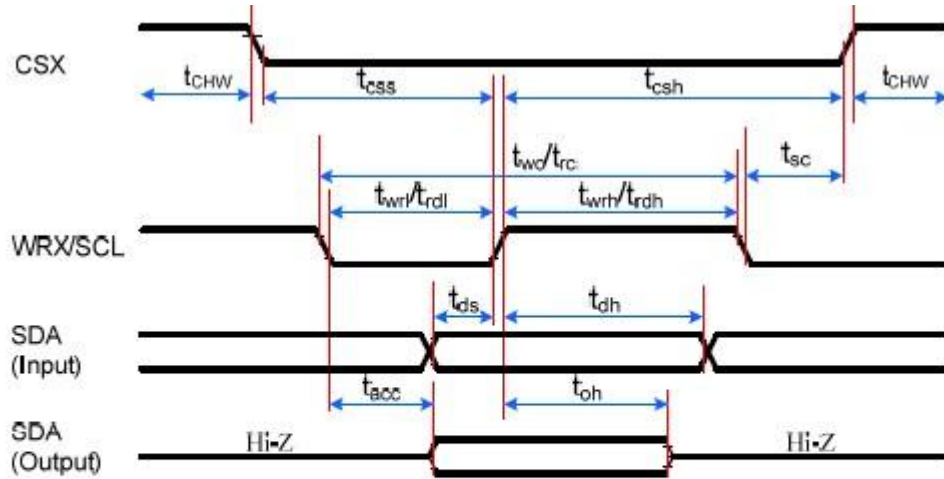 CSX
tCHW
tcss
tcsh
tCHW
twc/trc
tsc
twrl/trdl
twrh/trdh
WRX/SCL
tds
tdh
SDA
(Input)
tacc
toh
SDA
(Output)
Hi-Z
Hi-Z